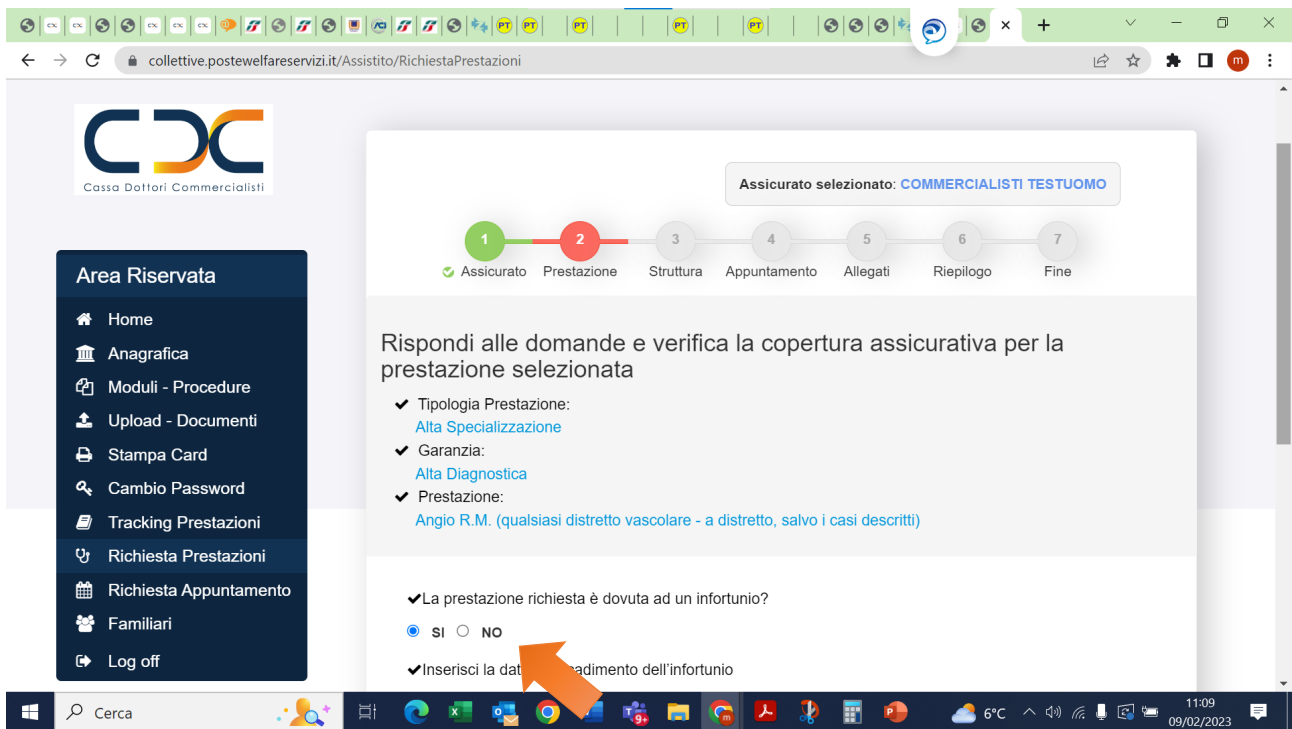 collettive.postewelfareservizi.it/Assistito/RichiestaPrestazioni
m
CDC
Cassa Dottori Commercialisti
Assicurato selezionato: COMMERCIALISTI TESTUOMO
1 2 3 4 5 6 7
Assicurato Prestazione Struttura Appuntamento Allegati Riepilogo Fine
Area Riservata
Home
Anagrafica
Moduli - Procedure
Upload - Documenti
Stampa Card
Cambio Password
Tracking Prestazioni
Richiesta Prestazioni
Richiesta Appuntamento
Familiari
Log off
Rispondi alle domande e verifica la copertura assicurativa per la
prestazione selezionata
Tipologia Prestazione:
Alta Specializzazione
Garanzia:
Alta Diagnostica
Prestazione:
Angio R.M. (qualsiasi distretto vascolare - a distretto, salvo i casi descritti)
La prestazione richiesta è dovuta ad un infortunio?
SI NO
Inserisci la dell'infortunio
Cerca
6°C
11:09
09/02/2023